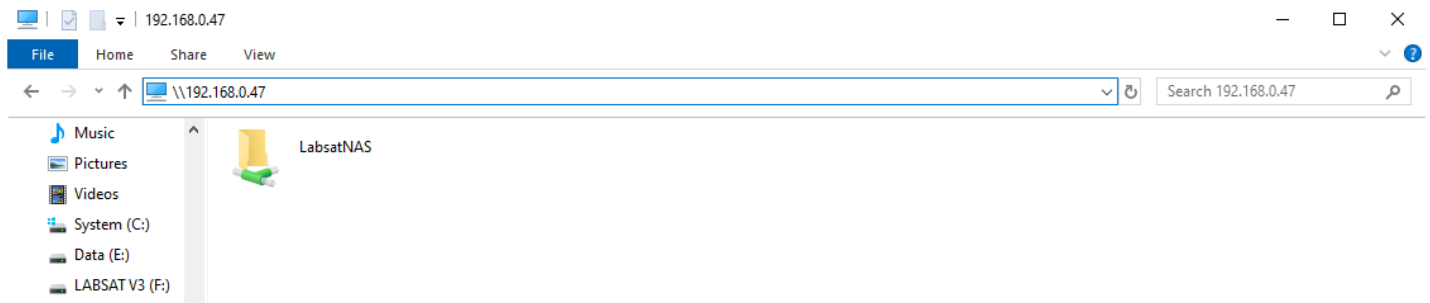 192.168.0.47
File Home Share View
\\192.168.0.47
Search 192.168.0.47
Music
Pictures
Videos
System (C:)
Data (E:)
LABSAT V3 (F:)
LabsatNAS